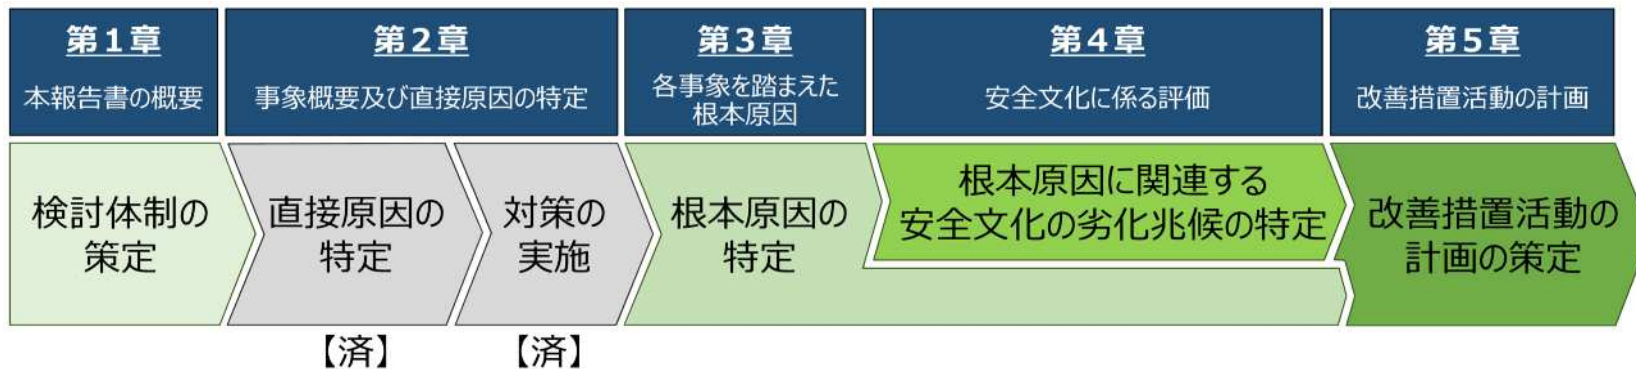 第１章
本報告書の概要
第２章
事象概要及び直接原因の特定
第３章
各事象を踏まえた
根本原因
第４章
安全文化に係る評価
第５章
改善措置活動の計画
検討体制の
策定
直接原因の
特定
対策の
実施
根本原因の
特定
根本原因に関連する
安全文化の劣化兆候の特定
改善措置活動の
計画の策定
【済】
【済】